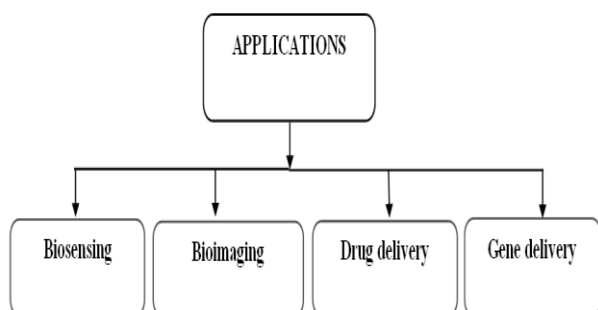 APPLICATIONS
Biosensing
Bioimaging
Drug delivery
Gene delivery